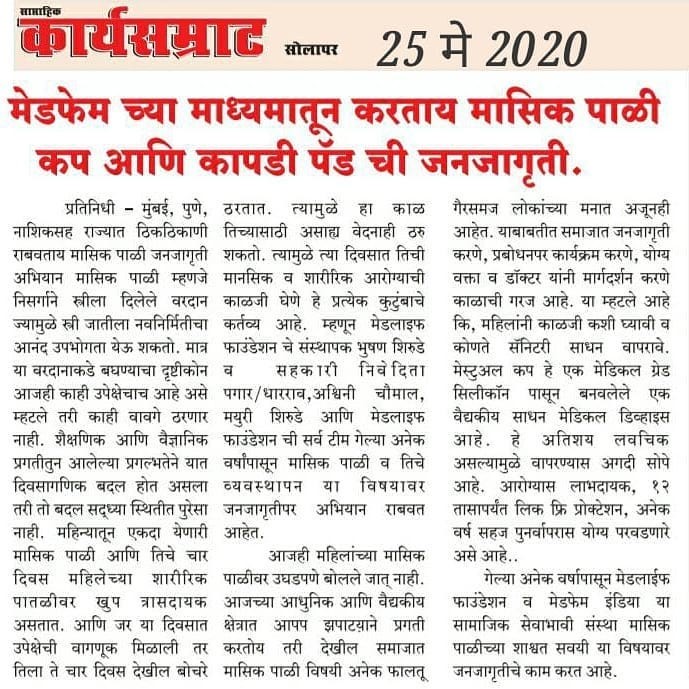 साप्ताहिक
कार्यसम्राट सोलापर 25 मे 2020
मेडफेम च्या माध्यमातून करताय मासिक पाळी
कप आणि कापडी पॅड ची जनजागृती.
प्रतिनिधी – मुंबई, पुणे,
नाशिकसह राज्यात ठिकठिकाणी
राबवताय मासिक पाळी जनजागृती
अभियान मासिक पाळी म्हणजे
निसर्गाने स्त्रीला दिलेले वरदान
ज्यामुळे स्त्री जातीला नवनिर्मितीचा
आनंद उपभोगता येऊ शकतो. मात्र
या वरदानाकडे बघण्याचा दृष्टीकोन
आजही काही उपेक्षेचाच आहे असे
म्हटले तरी काही वावगे ठरणार
नाही. शैक्षणिक आणि वैज्ञानिक
प्रगतीतुन आलेल्या प्रगल्भतेने यात
दिवसागणिक बदल होत असला
तरी तो बदल सद्ध्या स्थितीत पुरेसा
नाही. महिन्यातून एकदा येणारी
मासिक पाळी आणि तिचे चार
दिवस महिलेच्या शारीरिक
पातळीवर खुप त्रासदायक
असतात. आणि जर या दिवसात
उपेक्षेची वागणूक मिळाली तर
तिला ते चार दिवस देखील बोचरे
ठरतात. त्यामुळे हा काळ
तिच्यासाठी असाह्य वेदनाही ठरु
शकतो. त्यामुळे त्या दिवसात तिची
मानसिक व शारीरिक आरोग्याची
काळजी घेणे हे प्रत्येक कुटुंबाचे
कर्तव्य आहे. म्हणून मेडलाइफ
फाउंडेशन चे संस्थापक भुषण शिरुडे
व सहकारी निवेदिता
पगार/धारराव,अश्विनी चौमाल,
मयुरी शिरुडे आणि मेडलाइफ
फाउंडेशन ची सर्व टीम गेल्या अनेक
वर्षांपासून मासिक पाळी व तिचे
व्यवस्थापन या विषयावर
जनजागृतीपर अभियान राबवत
आहेत.
आजही महिलांच्या मासिक
पाळीवर उघडपणे बोलले जात् नाही.
आजच्या आधुनिक आणि वैद्यकीय
क्षेत्रात आपप झपाटय़ाने प्रगती
करतोय तरी देखील समाजात
मासिक पाळी विषयी अनेक फालतू
गैरसमज लोकांच्या मनात अजूनही
आहेत. याबाबतीत समाजात जनजागृती
करणे, प्रबोधनपर कार्यक्रम करणे, योग्य
वक्ता व डॉक्टर यांनी मार्गदर्शन करणे
काळाची गरज आहे. या म्हटले आहे
कि, महिलांनी काळजी कशी घ्यावी व
कोणते सॅनिटरी साधन वापरावे.
मेस्टुअल कप हे एक मेडिकल ग्रेड
सिलीकॉन पासून बनवलेले एक
वैद्यकीय साधन मेडिकल डिव्हाइस
आहे. हे अतिशय लवचिक
असल्यामुळे वापरण्यास अगदी सोपे
आहे. आरोग्यास लाभदायक, १२
तासापर्यंत लिक फ्रि प्रोक्टेशन, अनेक
वर्ष सहज पुनर्वापरास योग्य परवडणारे
असे आहे..
गेल्या अनेक वर्षापासून मेडलाईफ
फाउंडेशन व मेडफेम इंडिया या
सामाजिक सेवाभावी संस्था मासिक
पाळीच्या शाश्वत सवयी या विषयावर
जनजागृतीचे काम करत आहे.